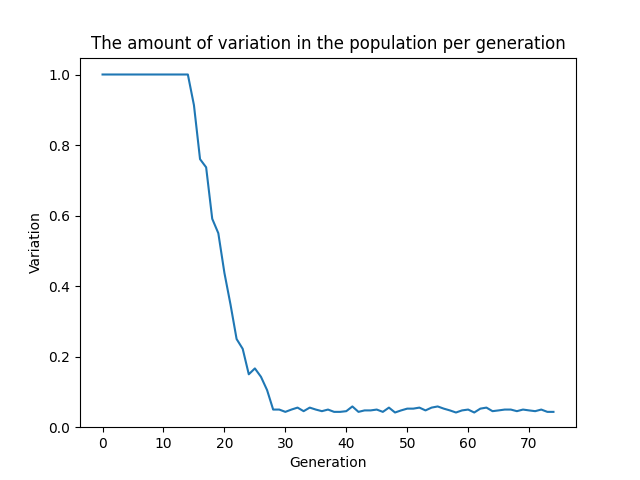 The amount of variation in the population per generation
1.0
0.8
0.6
0.4
0.2
0.0
Variation
0 10 20 30 40 50 60 70
Generation